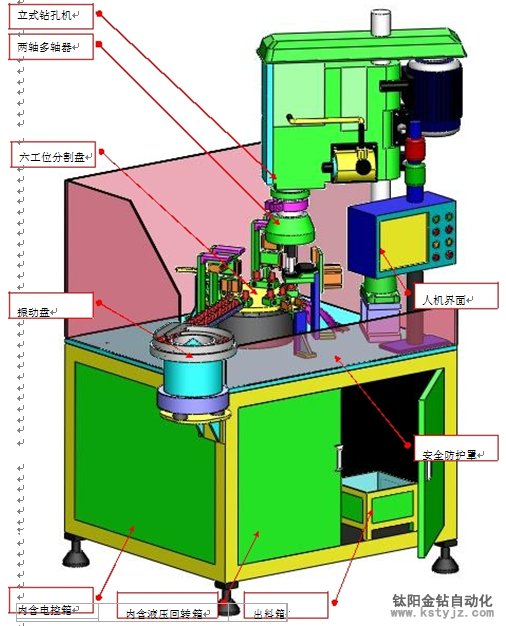 立式钻孔机
两轴多轴器
六工位分割盘
振动盘
人机界面
安全防护罩
内含电控箱
内含液压回转箱
出料箱
钛阳金钻自动化
www.kstyjz.com